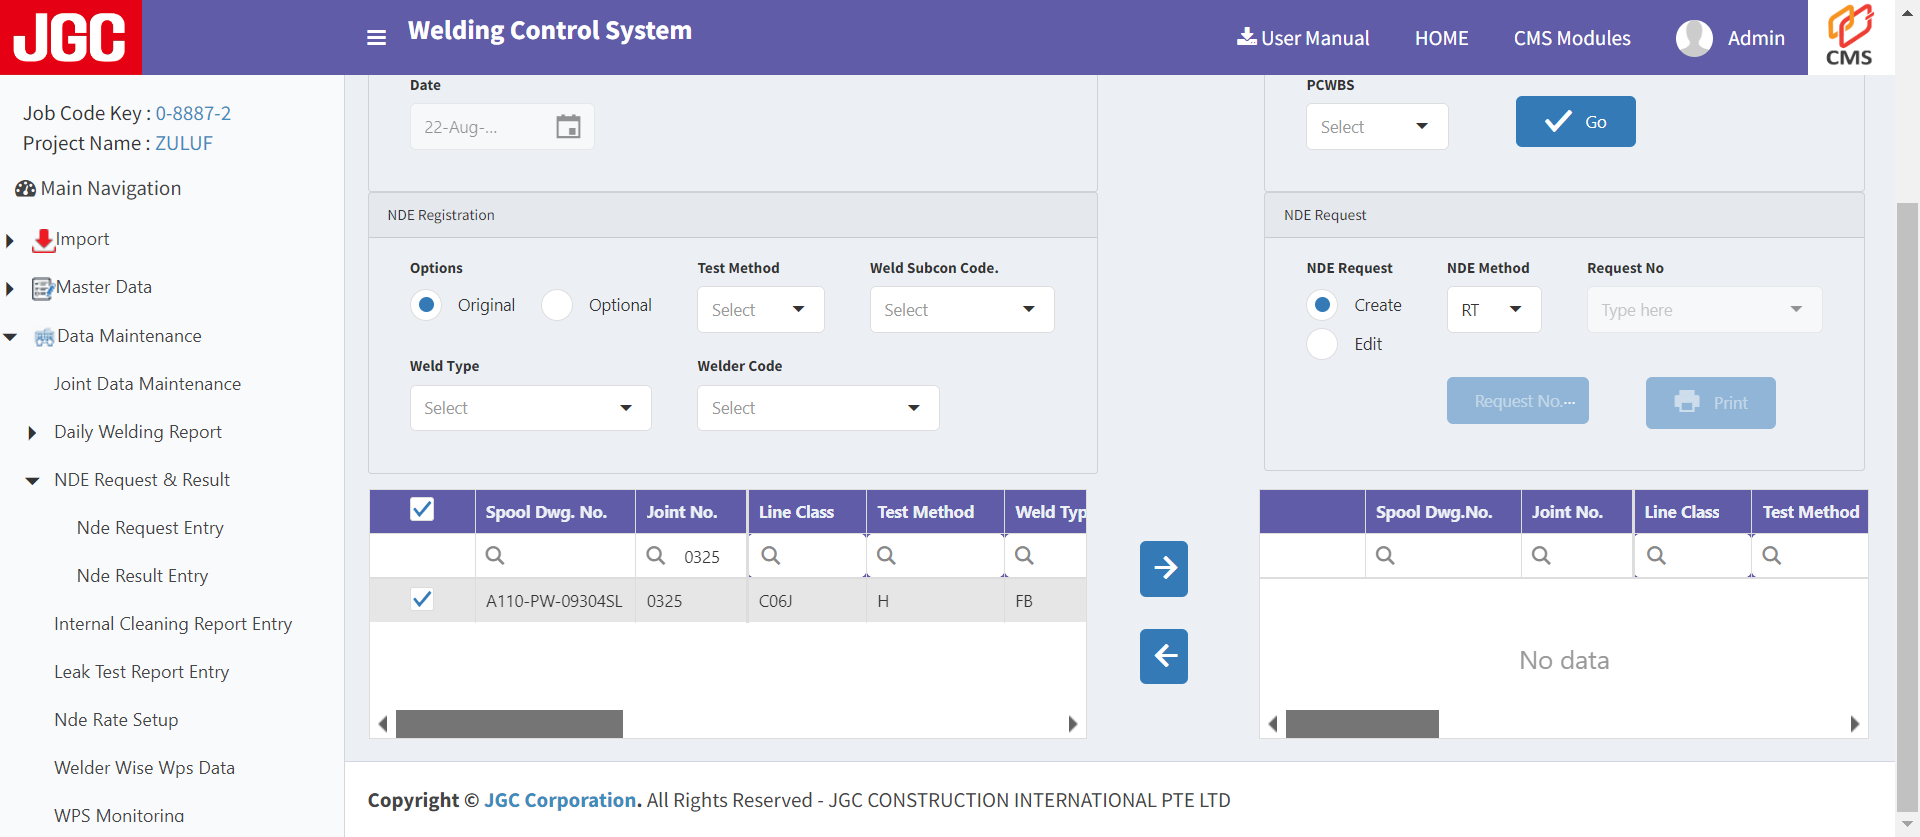 JGC
Welding Control System
User Manual
HOME
CMS Modules
Admin
CMS
Job Code Key : 0-8887-2
Project Name : ZULUF
Main Navigation
Import
Master Data
Data Maintenance
Joint Data Maintenance
Daily Welding Report
NDE Request & Result
Nde Request Entry
Nde Result Entry
Internal Cleaning Report Entry
Leak Test Report Entry
Nde Rate Setup
Welder Wise Wps Data
WPS Monitoring
Date
22-Aug-...
PCWBS
Select
Go
NDE Registration
Options
Original
Optional
Test Method
Select
Weld Subcon Code.
Select
Weld Type
Select
Welder Code
Select
NDE Request
NDE Request
Create
Edit
NDE Method
RT
Request No
Type here
Request No....
Print
Spool Dwg. No. Joint No. Line Class Test Method Weld Typ
0325
A110-PW-09304SL 0325 C06J H FB
Spool Dwg.No. Joint No. Line Class Test Method
No data
Copyright © JGC Corporation. All Rights Reserved - JGC CONSTRUCTION INTERNATIONAL PTE LTD